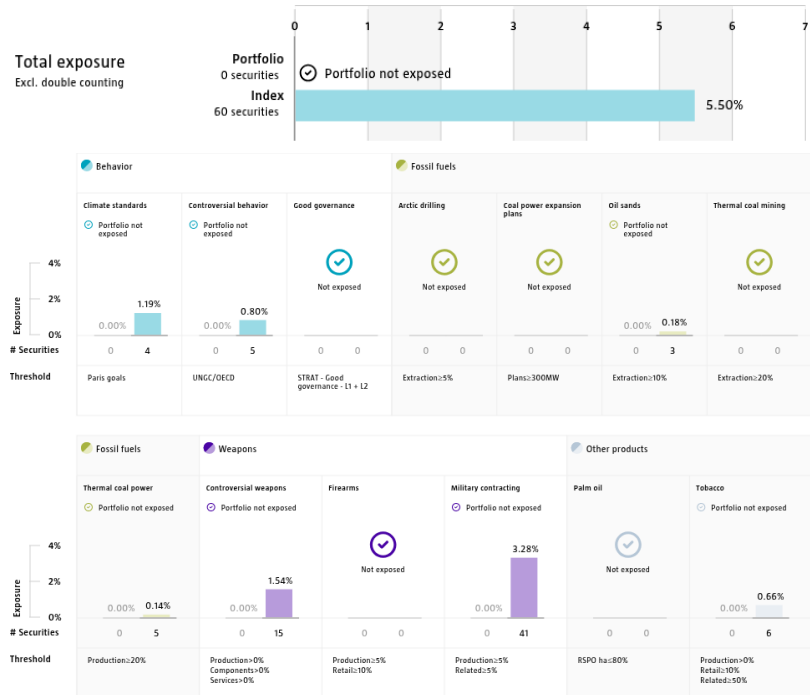 0 1 2 3 4 5 6 7
Total exposure
Excl. double counting
Portfolio
0 securities
Portfolio not exposed
Index
60 securities
5.50%
Behavior
Fossil fuels
Climate standards
Controversial behavior
Good governance
Arctic drilling
Coal power expansion
plans
Oil sands
Thermal coal mining
Portfolio not
exposed
Portfolio not
exposed
Portfolio not
exposed
Not exposed
Not exposed
Not exposed
Not exposed
Exposure
4%
2%
0%
0.00% 1.19%
0.00% 0.80%
0.00% 0.18%
# Securities 0 4 0 5 0 0 0 0 0 0 0 3 0 0
Threshold
Paris goals
UNGC/OECD
STRAT - Good
governance - L1 + L2
Extraction≥5%
Plans≥300MW
Extraction≥10%
Extraction≥20%
Fossil fuels
Weapons
Other products
Thermal coal power
Controversial weapons
Firearms
Military contracting
Palm oil
Tobacco
Portfolio not exposed
Portfolio not exposed
Portfolio not exposed
Portfolio not exposed
Not exposed
Not exposed
Exposure
4%
2%
0%
0.00% 0.14%
0.00% 1.54%
0.00% 3.28%
0.00% 0.66%
# Securities 0 5 0 15 0 0 0 41 0 0 0 6
Threshold
Production≥20%
Production>0%
Components>0%
Services>0%
Production≥5%
Retail≥10%
Production≥5%
Related≥5%
RSPO ha≤80%
Production>0%
Retail≥10%
Related≥50%